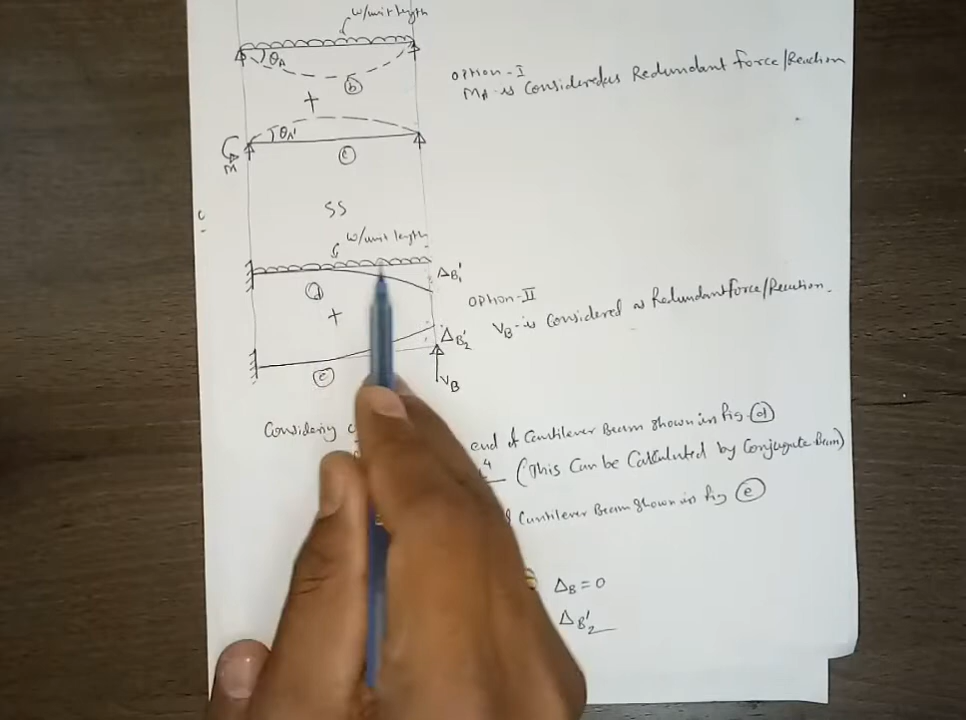 w/unit length
θA
b
+
θA'
M
c
Option-I
MA is Considered as Redundant force/Reaction
SS
w/unit length
ΔB1'
d
+
ΔB2'
e
VB
Option-II
VB is Considered as Redundant force/Reaction.
Considering
end of Cantilever Beam shown in fig. d
4 (This Can be Calculated by Conjugate Beam)
Cantilever Beam shown in fig e
ΔB = 0
ΔB2'